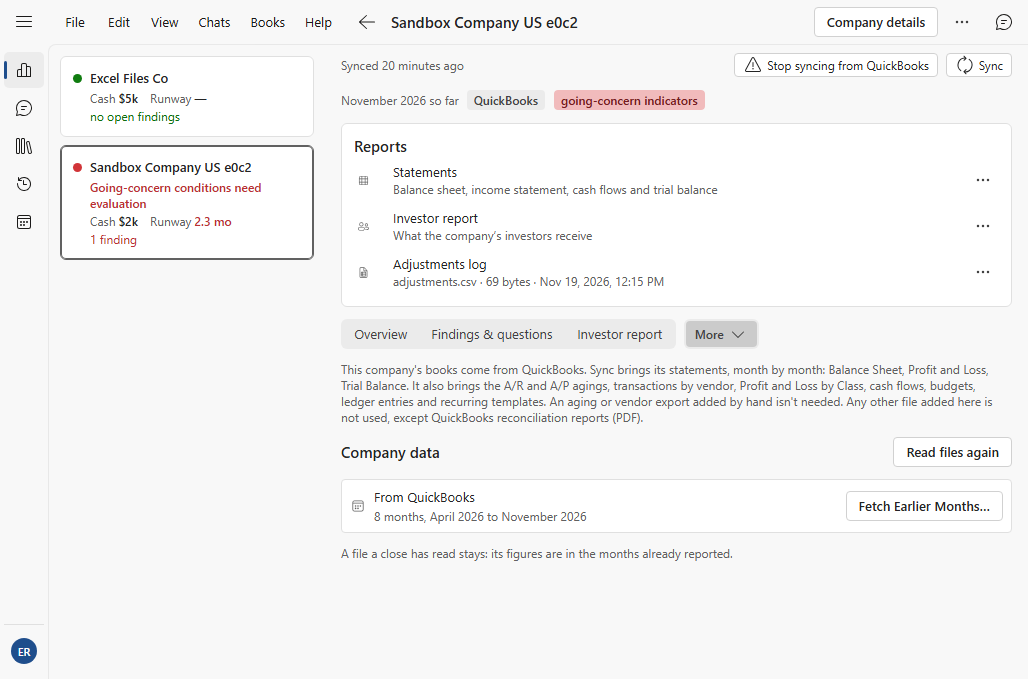 File Edit View Chats Books Help Sandbox Company US e0c2 Company details
Excel Files Co
Cash $5k Runway —
no open findings
Sandbox Company US e0c2
Going-concern conditions need
evaluation
Cash $2k Runway 2.3 mo
1 finding
Synced 20 minutes ago Stop syncing from QuickBooks Sync
November 2026 so far QuickBooks going-concern indicators
Reports
Statements
Balance sheet, income statement, cash flows and trial balance
Investor report
What the company's investors receive
Adjustments log
adjustments.csv · 69 bytes · Nov 19, 2026, 12:15 PM
Overview Findings & questions Investor report More
This company's books come from QuickBooks. Sync brings its statements, month by month: Balance Sheet, Profit and Loss,
Trial Balance. It also brings the A/R and A/P agings, transactions by vendor, Profit and Loss by Class, cash flows, budgets,
ledger entries and recurring templates. An aging or vendor export added by hand isn't needed. Any other file added here is
not used, except QuickBooks reconciliation reports (PDF).
Company data Read files again
From QuickBooks
8 months, April 2026 to November 2026
Fetch Earlier Months...
A file a close has read stays: its figures are in the months already reported.
ER